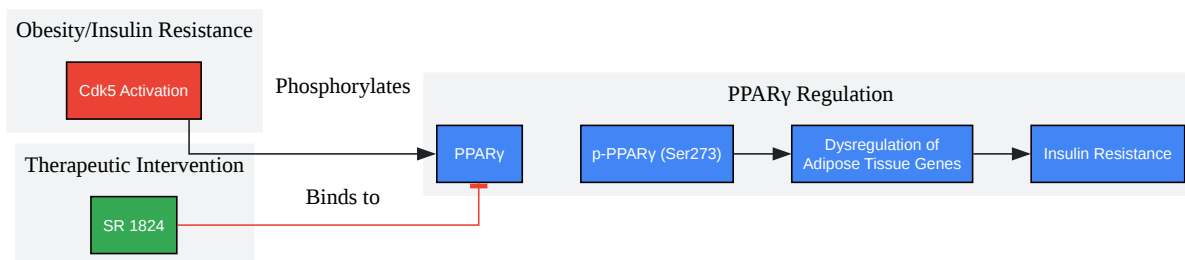 Obesity/Insulin Resistance
Cdk5 Activation
Phosphorylates
PPARγ Regulation
PPARγ
p-PPARγ (Ser273)
Dysregulation of
Adipose Tissue Genes
Insulin Resistance
Therapeutic Intervention
Binds to
SR 1824